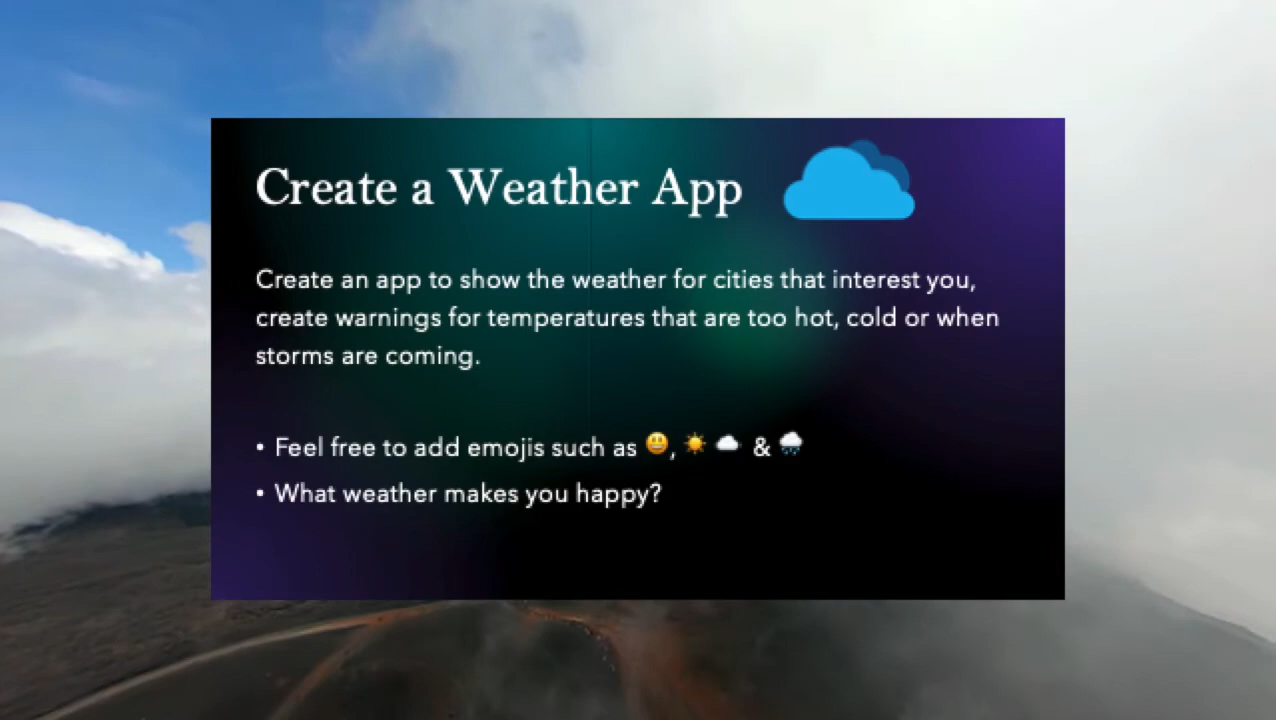 Create a Weather App
Create an app to show the weather for cities that interest you,
create warnings for temperatures that are too hot, cold or when
storms are coming.
• Feel free to add emojis such as 😃, ☀️ ☁️ & 🌧️
• What weather makes you happy?